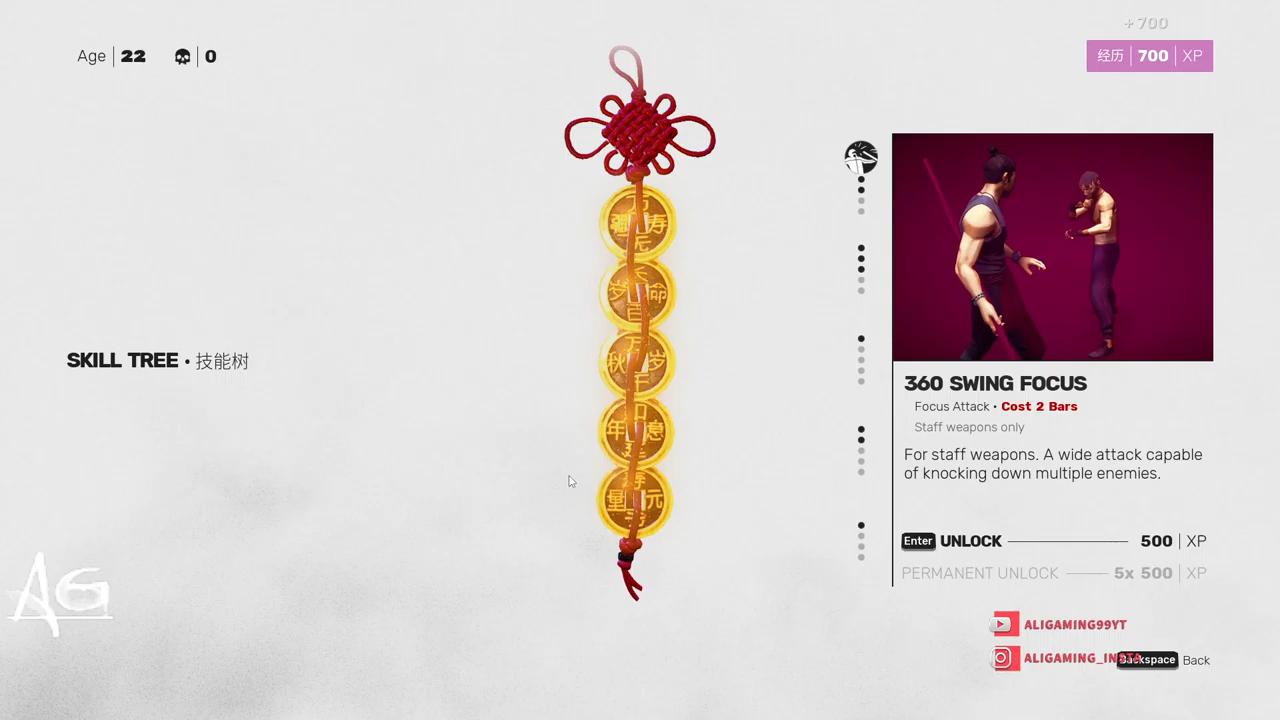 +700
Age 22 0
经历 700 XP
SKILL TREE • 技能树
360 SWING FOCUS
Focus Attack • Cost 2 Bars
Staff weapons only
For staff weapons. A wide attack capable
of knocking down multiple enemies.
Enter UNLOCK 500 XP
PERMANENT UNLOCK 5x 500 XP
AG
ALIGAMING99YT
ALIGAMING_INSTA
Backspace Back